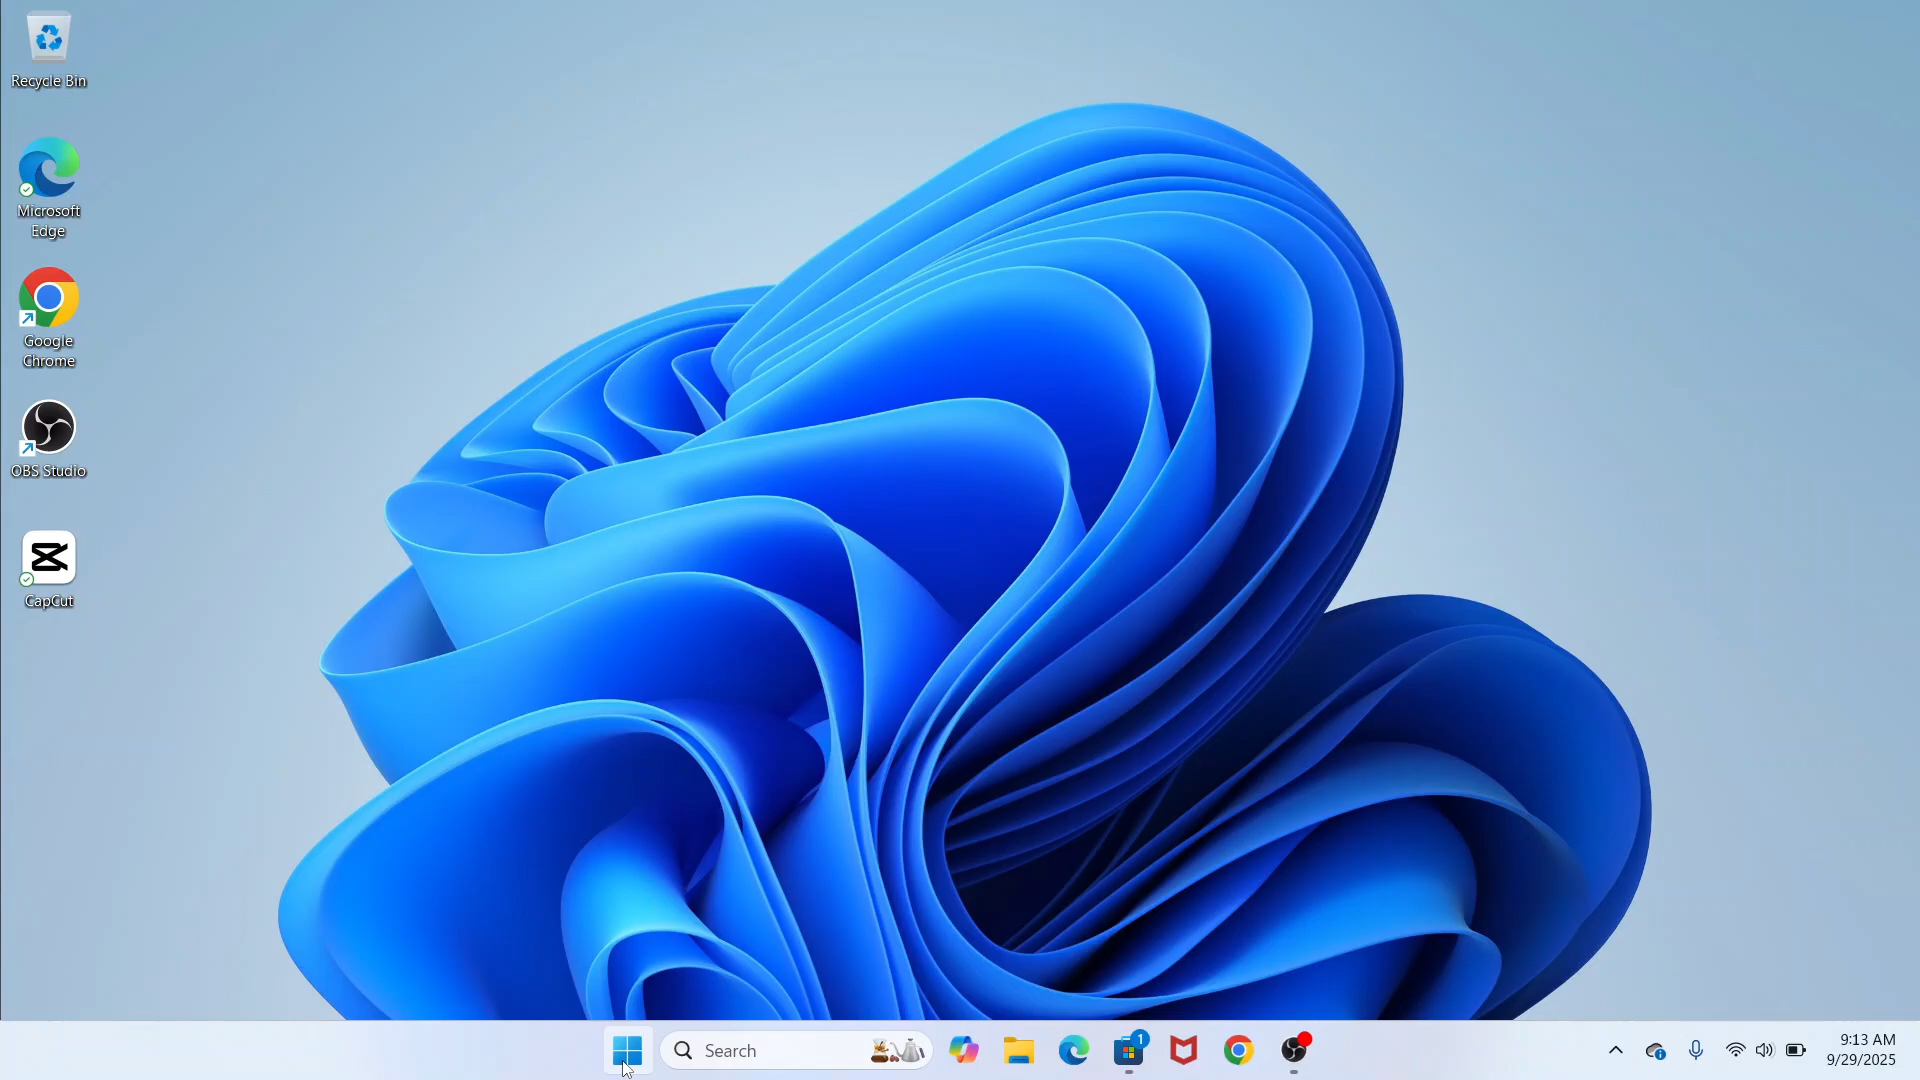 Recycle Bin
Microsoft
Edge
Google
Chrome
OBS Studio
CapCut
Search
1
9:13 AM
9/29/2025